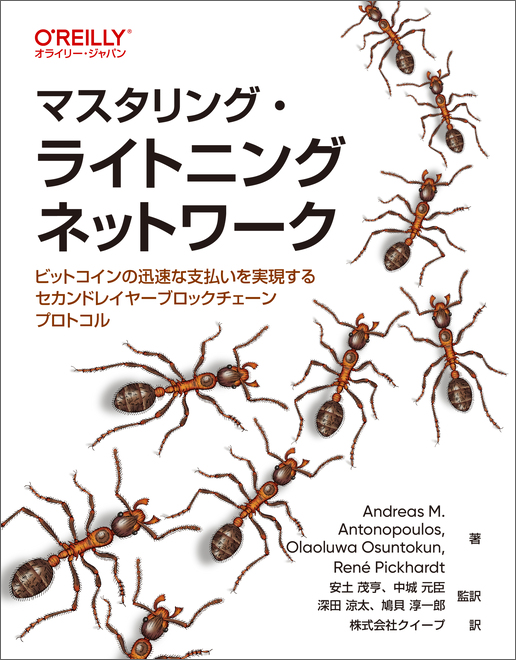 O'REILLY®
オライリー・ジャパン
マスタリング・
ライトニング
ネットワーク
ビットコインの迅速な支払いを実現する
セカンドレイヤーブロックチェーン
プロトコル
Andreas M.
Antonopoulos,
Olaoluwa Osuntokun,
René Pickhardt
著
安土 茂亨、中城 元臣
深田 涼太、鳩貝 淳一郎
監訳
株式会社クイープ 訳